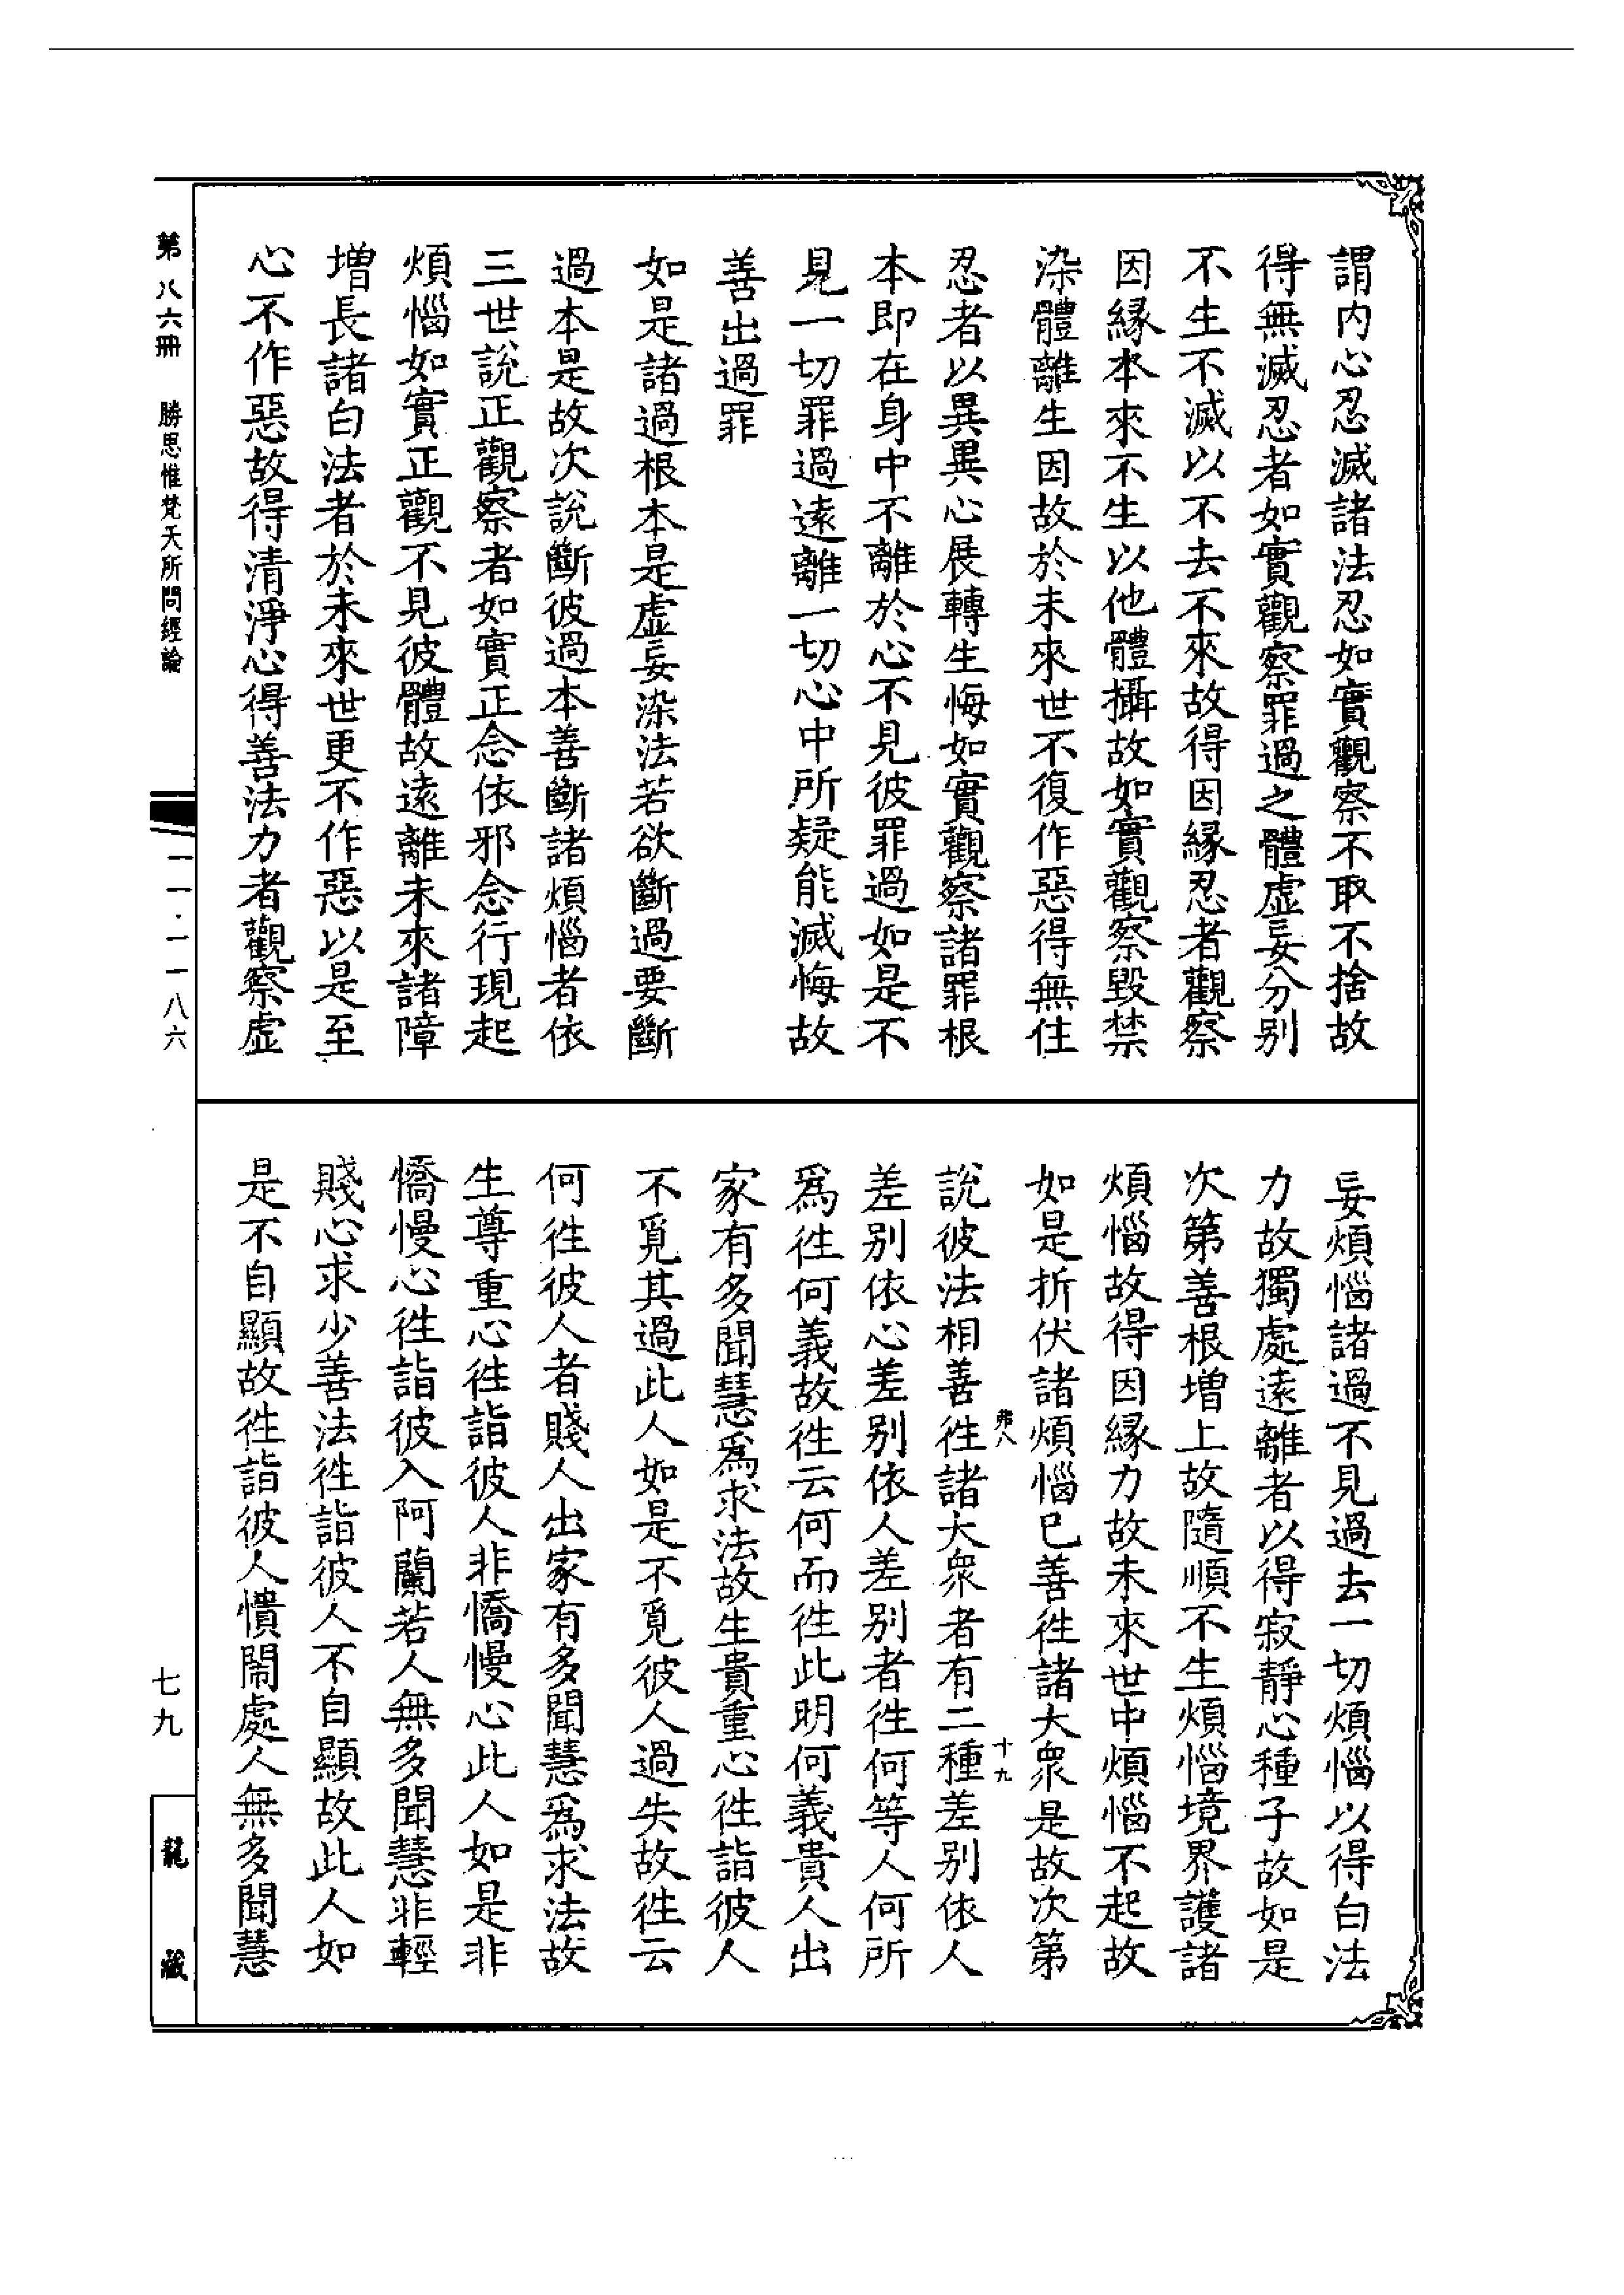 謂内心忍滅諸法忍如實觀察不取不捨故
得無滅忍者如實觀察罪過之體虛妄分别
不生不滅以不去不來故得因縁忍者觀察
因縁本來不生以他體攝故如實觀察毀禁
染體離生因故於未來世不復作惡得無住
忍者以異異心展轉生悔如實觀察諸罪根
本即在身中不離於心不見彼罪過如是不
見一切罪過遠離一切心中所疑能滅悔故
善出過罪
如是諸過根本是虛妄染法若欲斷過要斷
過本是故次說斷彼過本善斷諸煩惱者依
三世說正觀察者如實正念依邪念行現起
煩惱如實正觀不見彼體故遠離未來諸障
增長諸白法者於未來世更不作惡以是至
心不作惡故得清淨心得善法力者觀察虛
妄煩惱諸過不見過去一切煩惱以得白法
力故獨處遠離者以得寂靜心種子故如是
次第善根增上故隨順不生煩惱境界護諸
煩惱故得因縁力故未來世中煩惱不起故
如是折伏諸煩惱已善徃諸大衆是故次第
弗八
十九
說彼法相善徃諸大衆者有二種差别依人
差别依心差别依人差别者徃何等人何所
爲徃何義故徃云何而徃此明何義貴人出
家有多聞慧爲求法故生貴重心徃詣彼人
不覓其過此人如是不覓彼人過失故徃云
何徃彼人者賤人出家有多聞慧爲求法故
生尊重心徃詣彼人非憍慢心此人如是非
憍慢心徃詣彼入阿蘭若人無多聞慧非輕
賤心求少善法徃詣彼人不自顯故此人如
是不自顯故徃詣彼人憒閙處人無多聞慧
第八六冊 勝思惟梵天所問經論
一一·一一八六
七九
龍藏